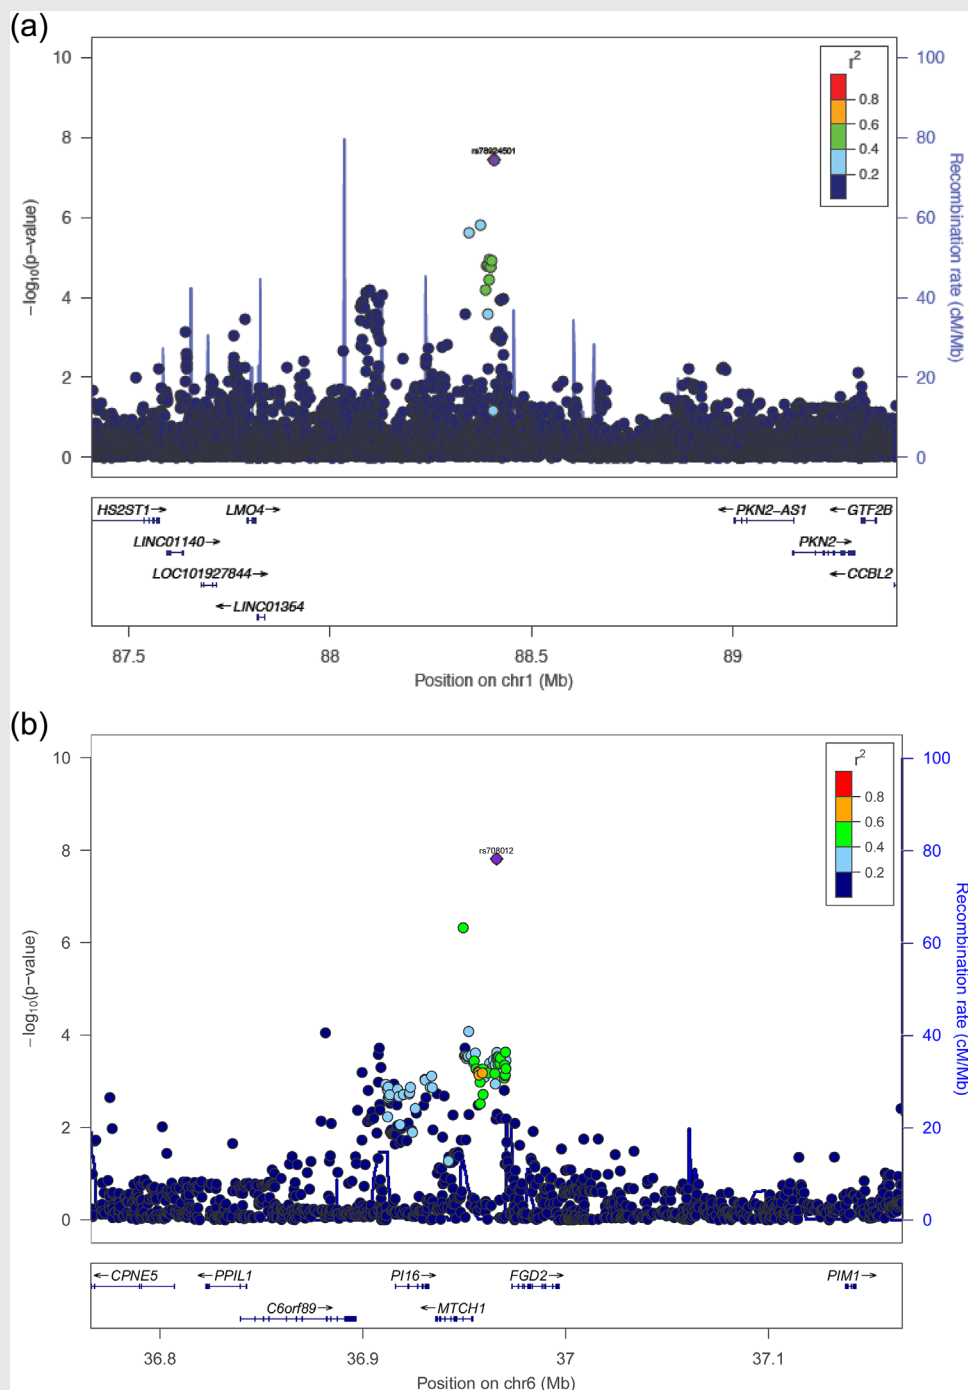 (a)
10
8
6
4
2
0
−log10(p−value)
100
80
60
40
20
0
Recombination rate (cM/Mb)
r2
0.8
0.6
0.4
0.2
rs78924501
HS2ST1→
LMO4→
←PKN2−AS1
←GTF2B
LINC01140→
PKN2→
LOC101927844→
←CCBL2
←LINC01364
87.5
88
88.5
89
Position on chr1 (Mb)
(b)
10
8
6
4
2
0
−log10(p−value)
100
80
60
40
20
0
Recombination rate (cM/Mb)
r2
0.8
0.6
0.4
0.2
rs708012
←CPNE5
←PPIL1
PI16→
FGD2→
PIM1→
C6orf89→
←MTCH1
36.8
36.9
37
37.1
Position on chr6 (Mb)